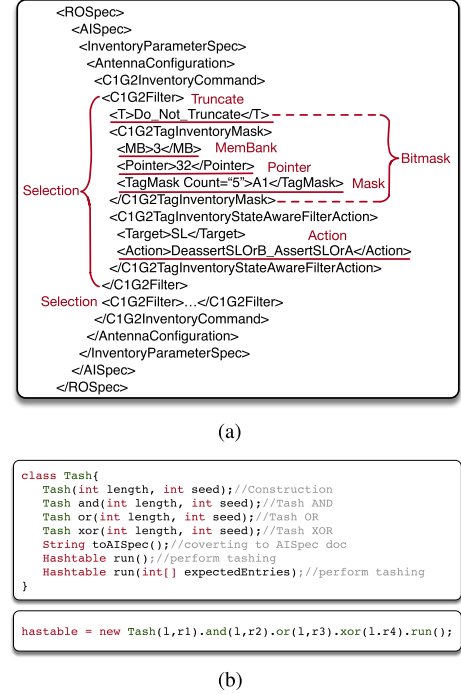 <ROSpec>
<AISpec>
<InventoryParameterSpec>
<AntennaConfiguration>
<C1G2InventoryCommand>
<C1G2Filter> Truncate
<T>Do_Not_Truncate</T>
<C1G2TagInventoryMask>
<MB>3</MB> MemBank
<Pointer>32</Pointer> Pointer
Bitmask
<TagMask Count="5">A1</TagMask> Mask
Selection
</C1G2TagInventoryMask>
<C1G2TagInventoryStateAwareFilterAction>
<Target>SL</Target> Action
<Action>DeassertSLOrB_AssertSLOrA</Action>
</C1G2TagInventoryStateAwareFilterAction>
</C1G2Filter>
Selection <C1G2Filter>...</C1G2Filter>
</C1G2InventoryCommand>
</AntennaConfiguration>
</InventoryParameterSpec>
</AISpec>
</ROSpec>
(a)
class Tash{
Tash(int length, int seed);//Construction
Tash and(int length, int seed);//Tash AND
Tash or(int length, int seed);//Tash OR
Tash xor(int length, int seed);//Tash XOR
String toAISpec();//coverting to AISpec doc
Hashtable run();//perform tashing
Hashtable run(int[] expectedEntries);//perform tashing
}
hastable = new Tash(l,r1).and(l,r2).or(l,r3).xor(l.r4).run();
(b)